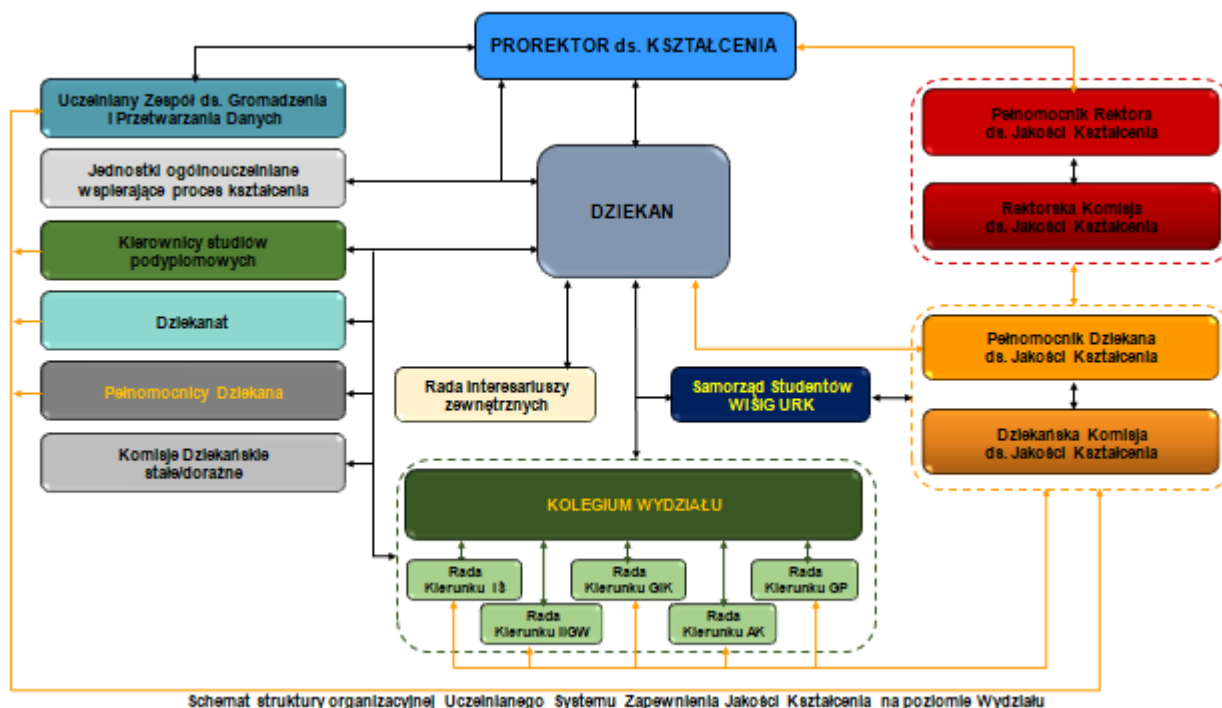 PROREKTOR ds. KSZTAŁCENIA
Uczelniany Zespół ds. Gromadzenia
i Przetwarzania Danych
Jednostki ogólnouczelniane
wspierające proces kształcenia
Kierownicy studiów
podyplomowych
Dziekanat
Pełnomocnicy Dziekana
Komisje Dziekańskie
stałe/doraźne
DZIEKAN
Rada Interesariuszy
zewnętrznych
Samorząd Studentów
WIŚIG URK
Pełnomocnik Rektora
ds. Jakości Kształcenia
Rektorska Komisja
ds. Jakości Kształcenia
Pełnomocnik Dziekana
ds. Jakości Kształcenia
Dziekańska Komisja
ds. Jakości Kształcenia
KOLEGIUM WYDZIAŁU
Rada
Kierunku IŚ
Rada
Kierunku IIGW
Rada
Kierunku GIK
Rada
Kierunku AK
Rada
Kierunku GP
Schemat struktury organizacyjnej Uczelnianego Systemu Zapewnienia Jakości Kształcenia na poziomie Wydziału